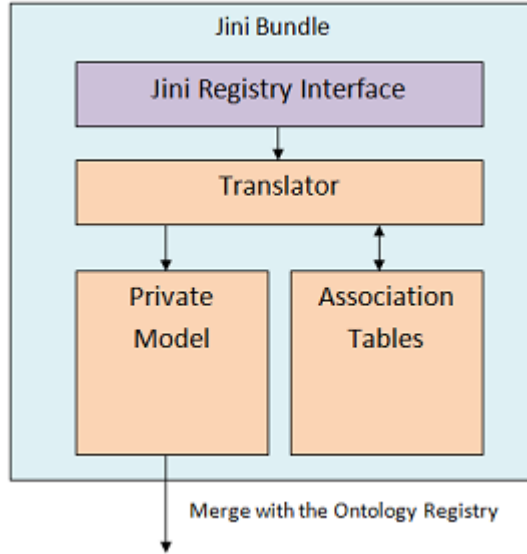 Jini Bundle
Jini Registry Interface
Translator
Private
Model
Association
Tables
Merge with the Ontology Registry